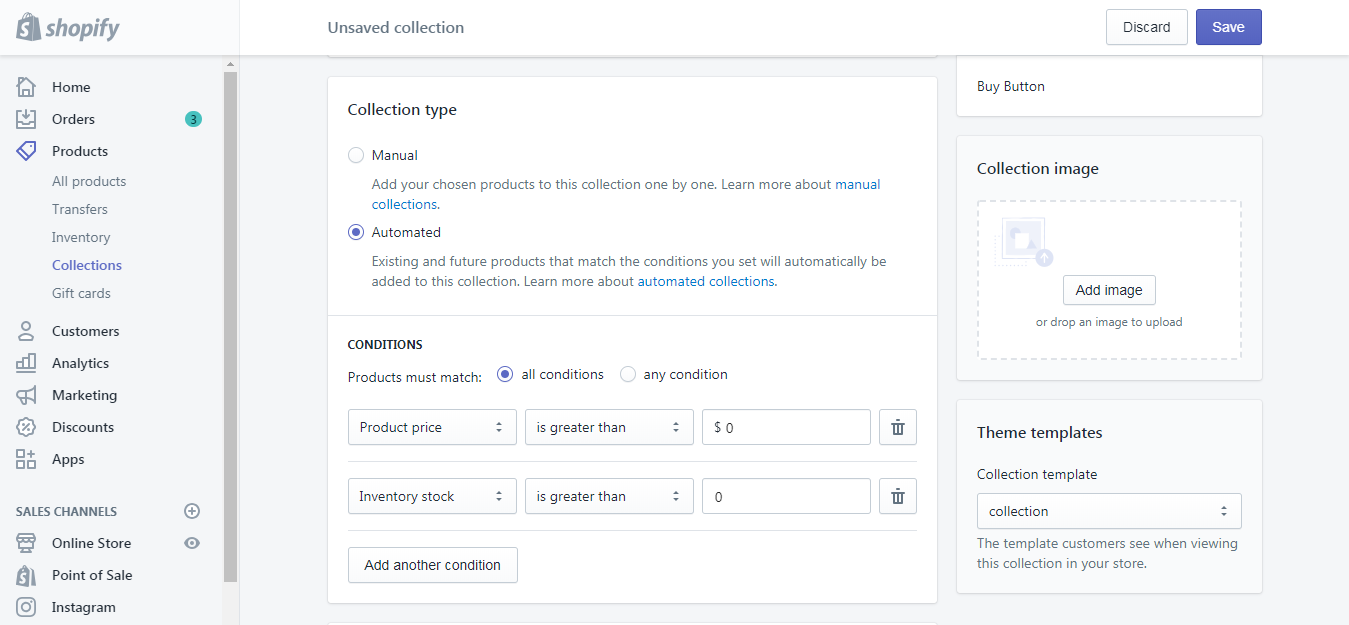 shopify
Unsaved collection
Discard
Save
Home
Orders
3
Products
All products
Transfers
Inventory
Collections
Gift cards
Customers
Analytics
Marketing
Discounts
Apps
SALES CHANNELS
Online Store
Point of Sale
Instagram
Collection type
Manual
Add your chosen products to this collection one by one. Learn more about manual
collections.
Automated
Existing and future products that match the conditions you set will automatically be
added to this collection. Learn more about automated collections.
CONDITIONS
Products must match: all conditions any condition
Product price is greater than $ 0
Inventory stock is greater than 0
Add another condition
Buy Button
Collection image
Add image
or drop an image to upload
Theme templates
Collection template
collection
The template customers see when viewing
this collection in your store.